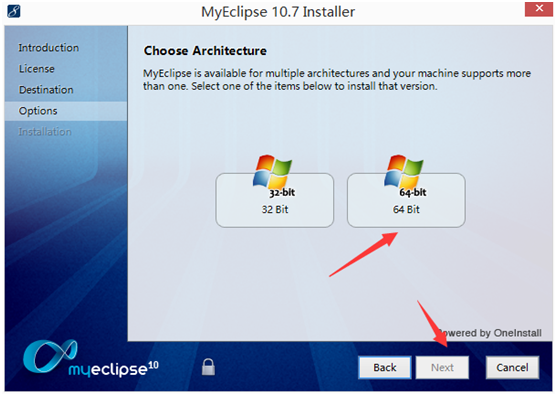 MyEclipse 10.7 Installer
Introduction
License
Destination
Options
Installation
Choose Architecture
MyEclipse is available for multiple architectures and your machine supports more
than one. Select one of the items below to install that version.
32-bit
32 Bit
64-bit
64 Bit
Powered by OneInstall
myeclipse10
Back
Next
Cancel